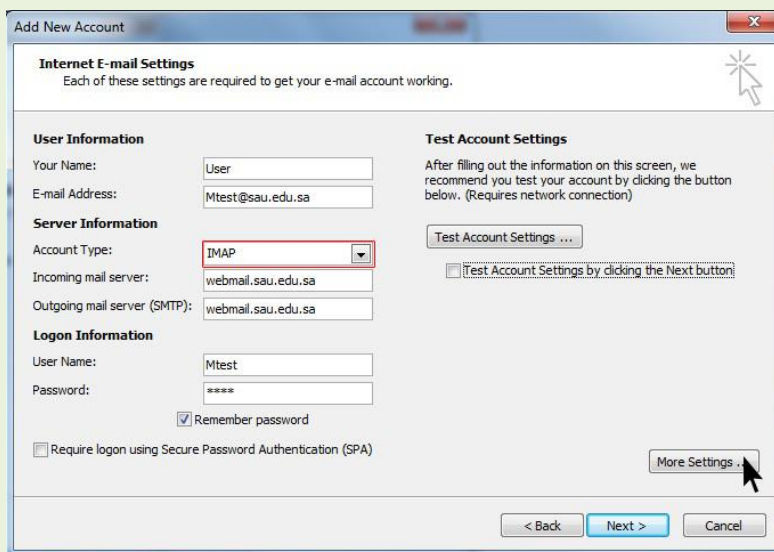 Add New Account
Internet E-mail Settings
Each of these settings are required to get your e-mail account working.
User Information
Your Name: User
E-mail Address: Mtest@sau.edu.sa
Server Information
Account Type: IMAP
Incoming mail server: webmail.sau.edu.sa
Outgoing mail server (SMTP): webmail.sau.edu.sa
Logon Information
User Name: Mtest
Password: ****
Remember password
Require logon using Secure Password Authentication (SPA)
Test Account Settings
After filling out the information on this screen, we
recommend you test your account by clicking the button
below. (Requires network connection)
Test Account Settings ...
Test Account Settings by clicking the Next button
More Settings ..
< Back Next > Cancel